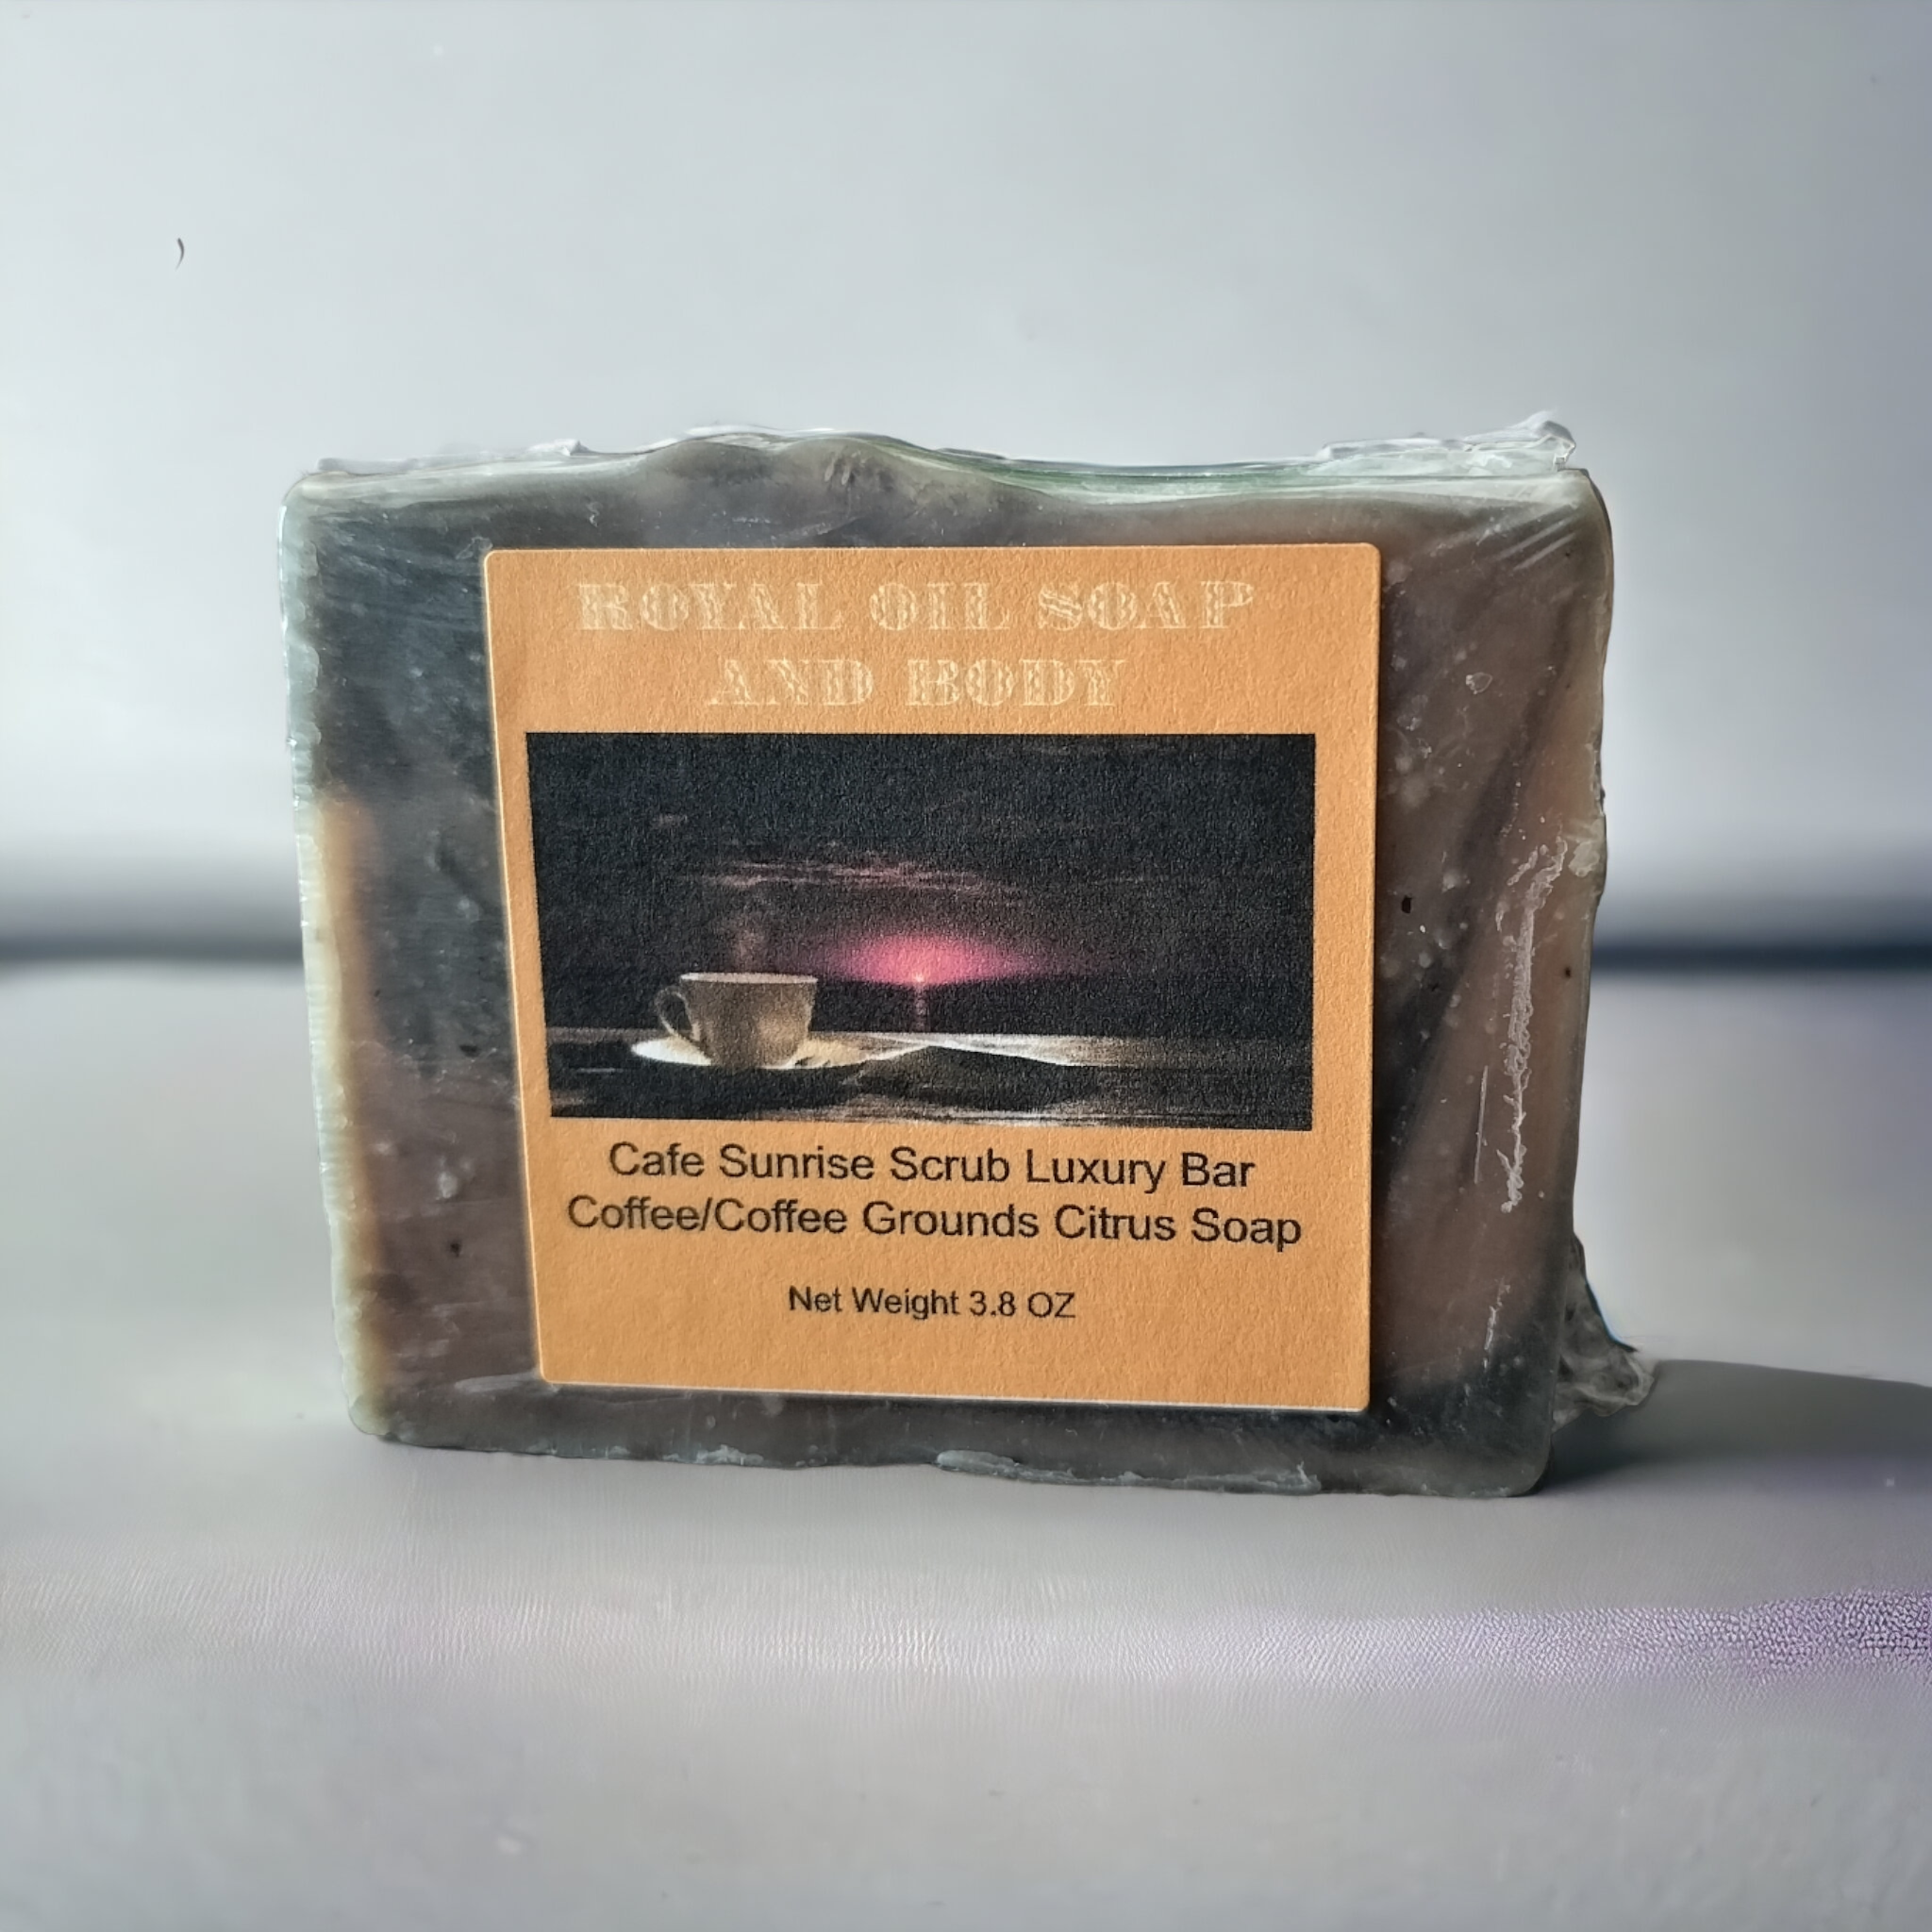 ROYAL OIL SOAP
AND BODY
Cafe Sunrise Scrub Luxury Bar
Coffee/Coffee Grounds Citrus Soap
Net Weight 3.8 OZ